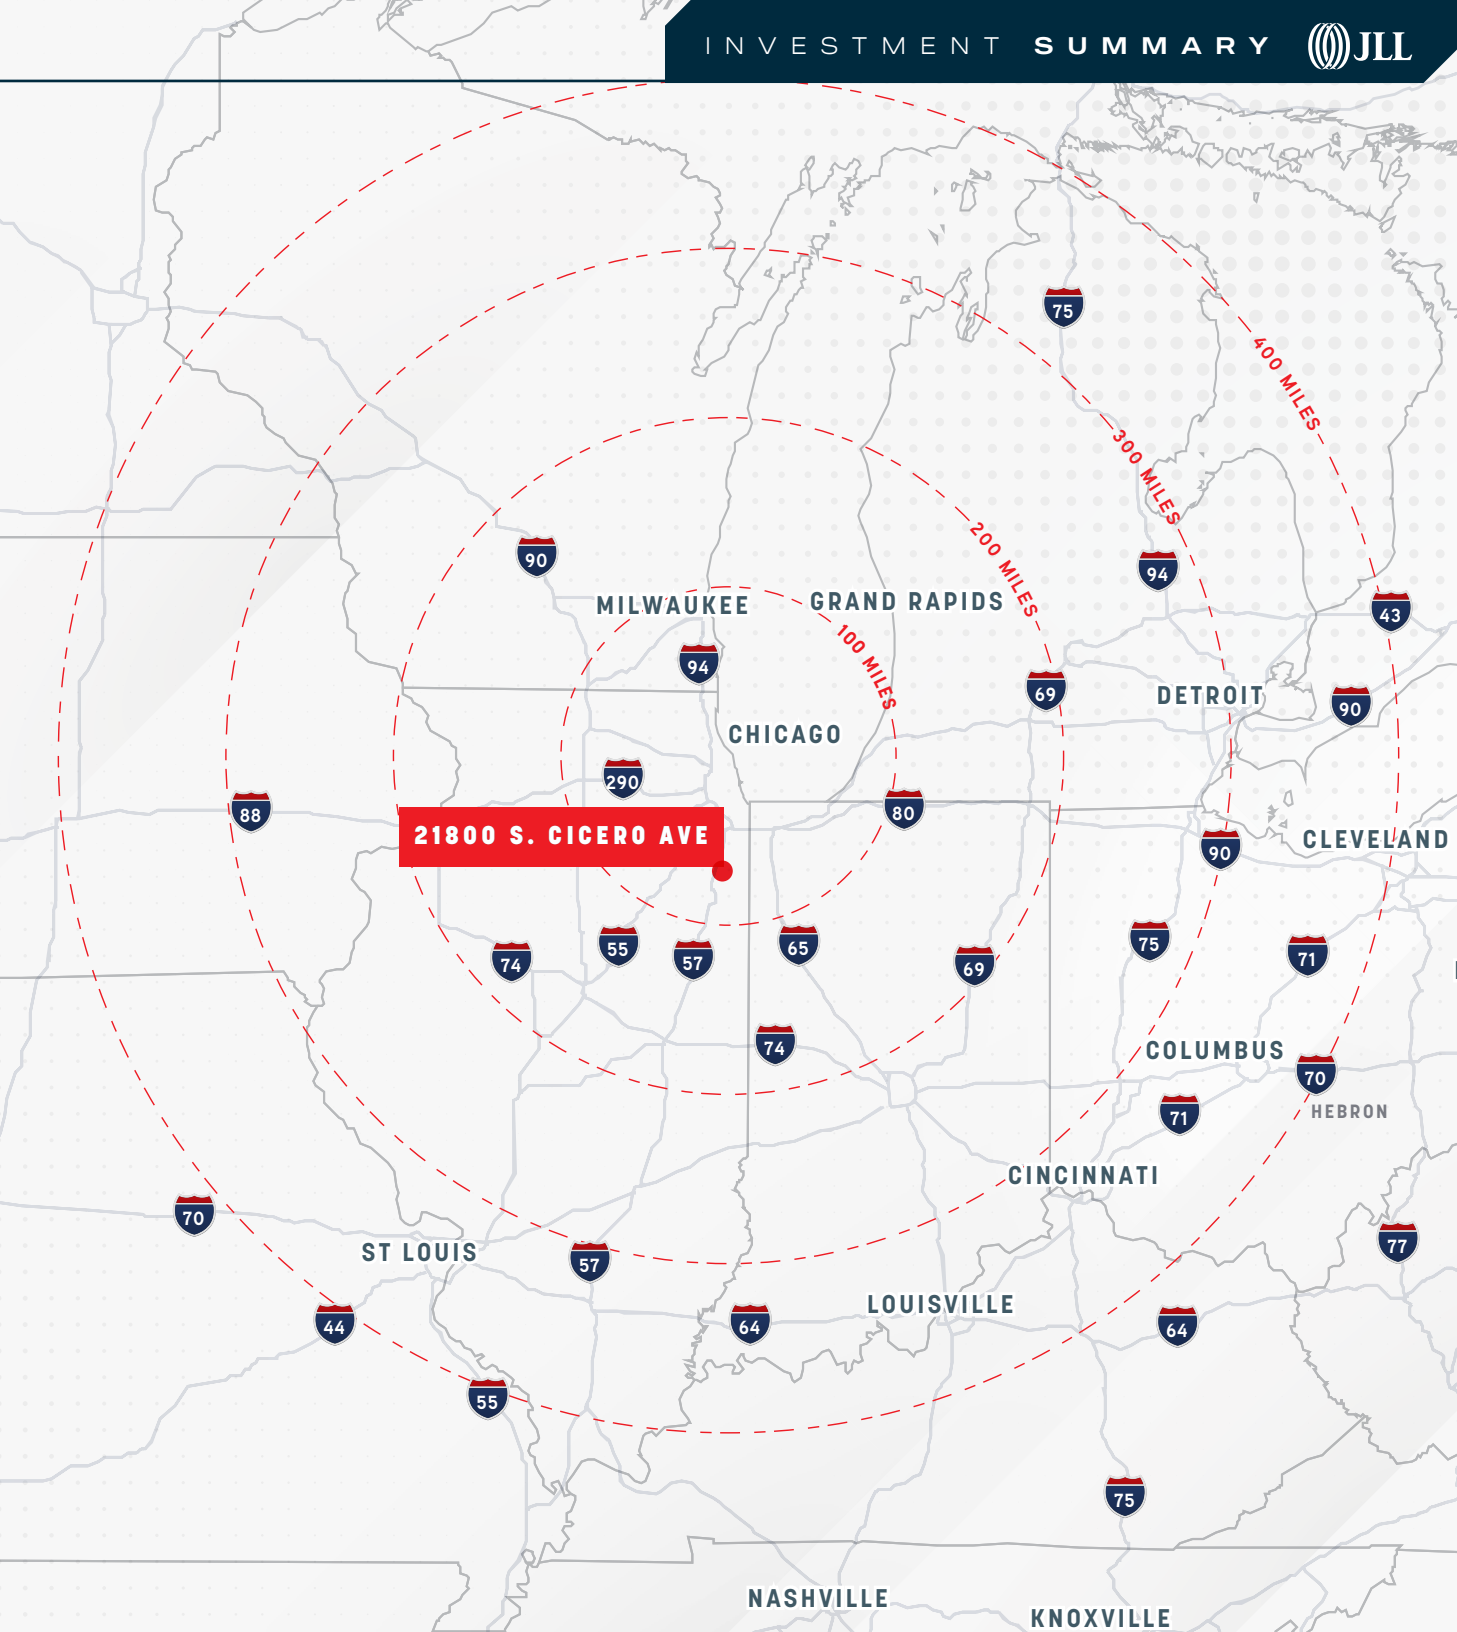 INVESTMENT SUMMARY
JLL
75
400 MILES
300 MILES
200 MILES
90
94
MILWAUKEE
GRAND RAPIDS
43
100 MILES
94
69
DETROIT
90
CHICAGO
290
88
80
21800 S. CICERO AVE
90
CLEVELAND
74
55
57
65
69
75
71
74
COLUMBUS
70
71
HEBRON
CINCINNATI
70
ST LOUIS
57
77
44
64
LOUISVILLE
64
55
75
NASHVILLE
KNOXVILLE